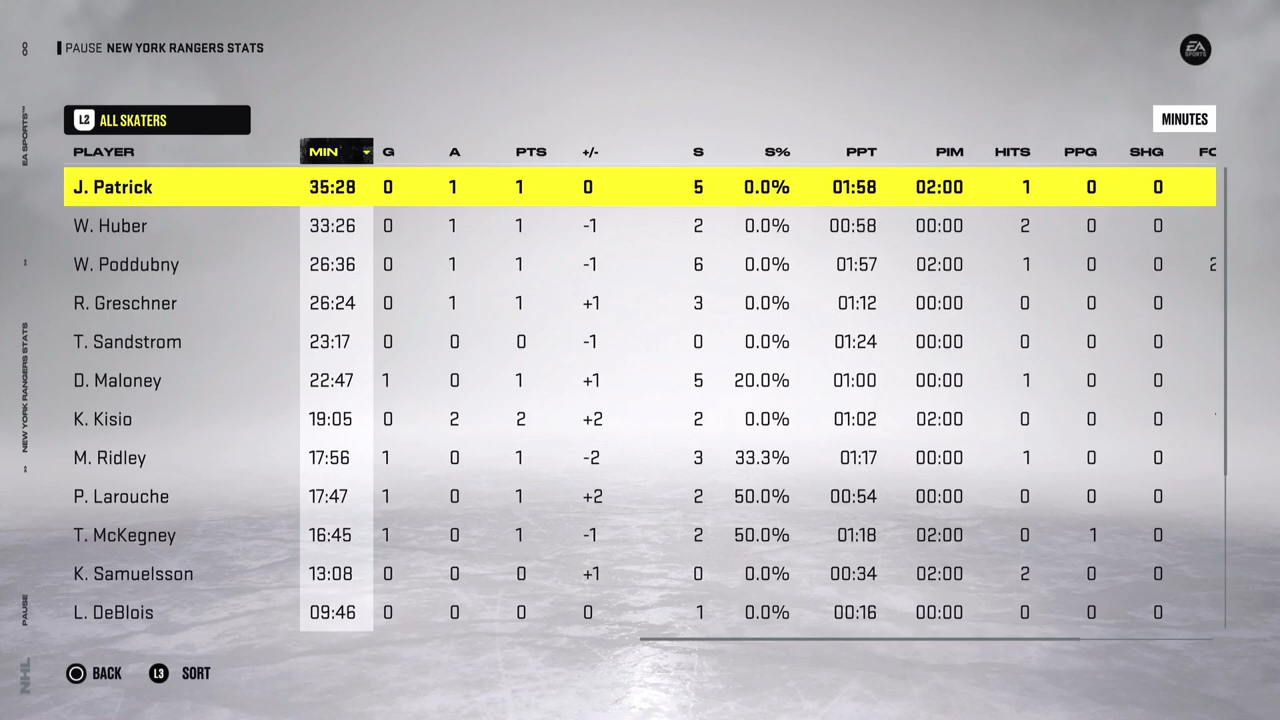 PAUSE NEW YORK RANGERS STATS
EA SPORTS
L2 ALL SKATERS
MINUTES
PLAYER MIN G A PTS +/- S S% PPT PIM HITS PPG SHG
J. Patrick 35:28 0 1 1 0 5 0.0% 01:58 02:00 1 0 0
W. Huber 33:26 0 1 1 -1 2 0.0% 00:58 00:00 2 0 0
W. Poddubny 26:36 0 1 1 -1 6 0.0% 01:57 02:00 1 0 0 2
R. Greschner 26:24 0 1 1 +1 3 0.0% 01:12 00:00 0 0 0
T. Sandstrom 23:17 0 0 0 -1 0 0.0% 01:24 00:00 0 0 0
D. Maloney 22:47 1 0 1 +1 5 20.0% 01:00 00:00 1 0 0
K. Kisio 19:05 0 2 2 +2 2 0.0% 01:02 02:00 0 0 0
M. Ridley 17:56 1 0 1 -2 3 33.3% 01:17 00:00 1 0 0
P. Larouche 17:47 1 0 1 +2 2 50.0% 00:54 00:00 0 0 0
T. McKegney 16:45 1 0 1 -1 2 50.0% 01:18 02:00 0 1 0
K. Samuelsson 13:08 0 0 0 +1 0 0.0% 00:34 02:00 2 0 0
L. DeBlois 09:46 0 0 0 0 1 0.0% 00:16 00:00 0 0 0
BACK L3 SORT
EA SPORTS™
NEW YORK RANGERS STATS
PAUSE
NHL